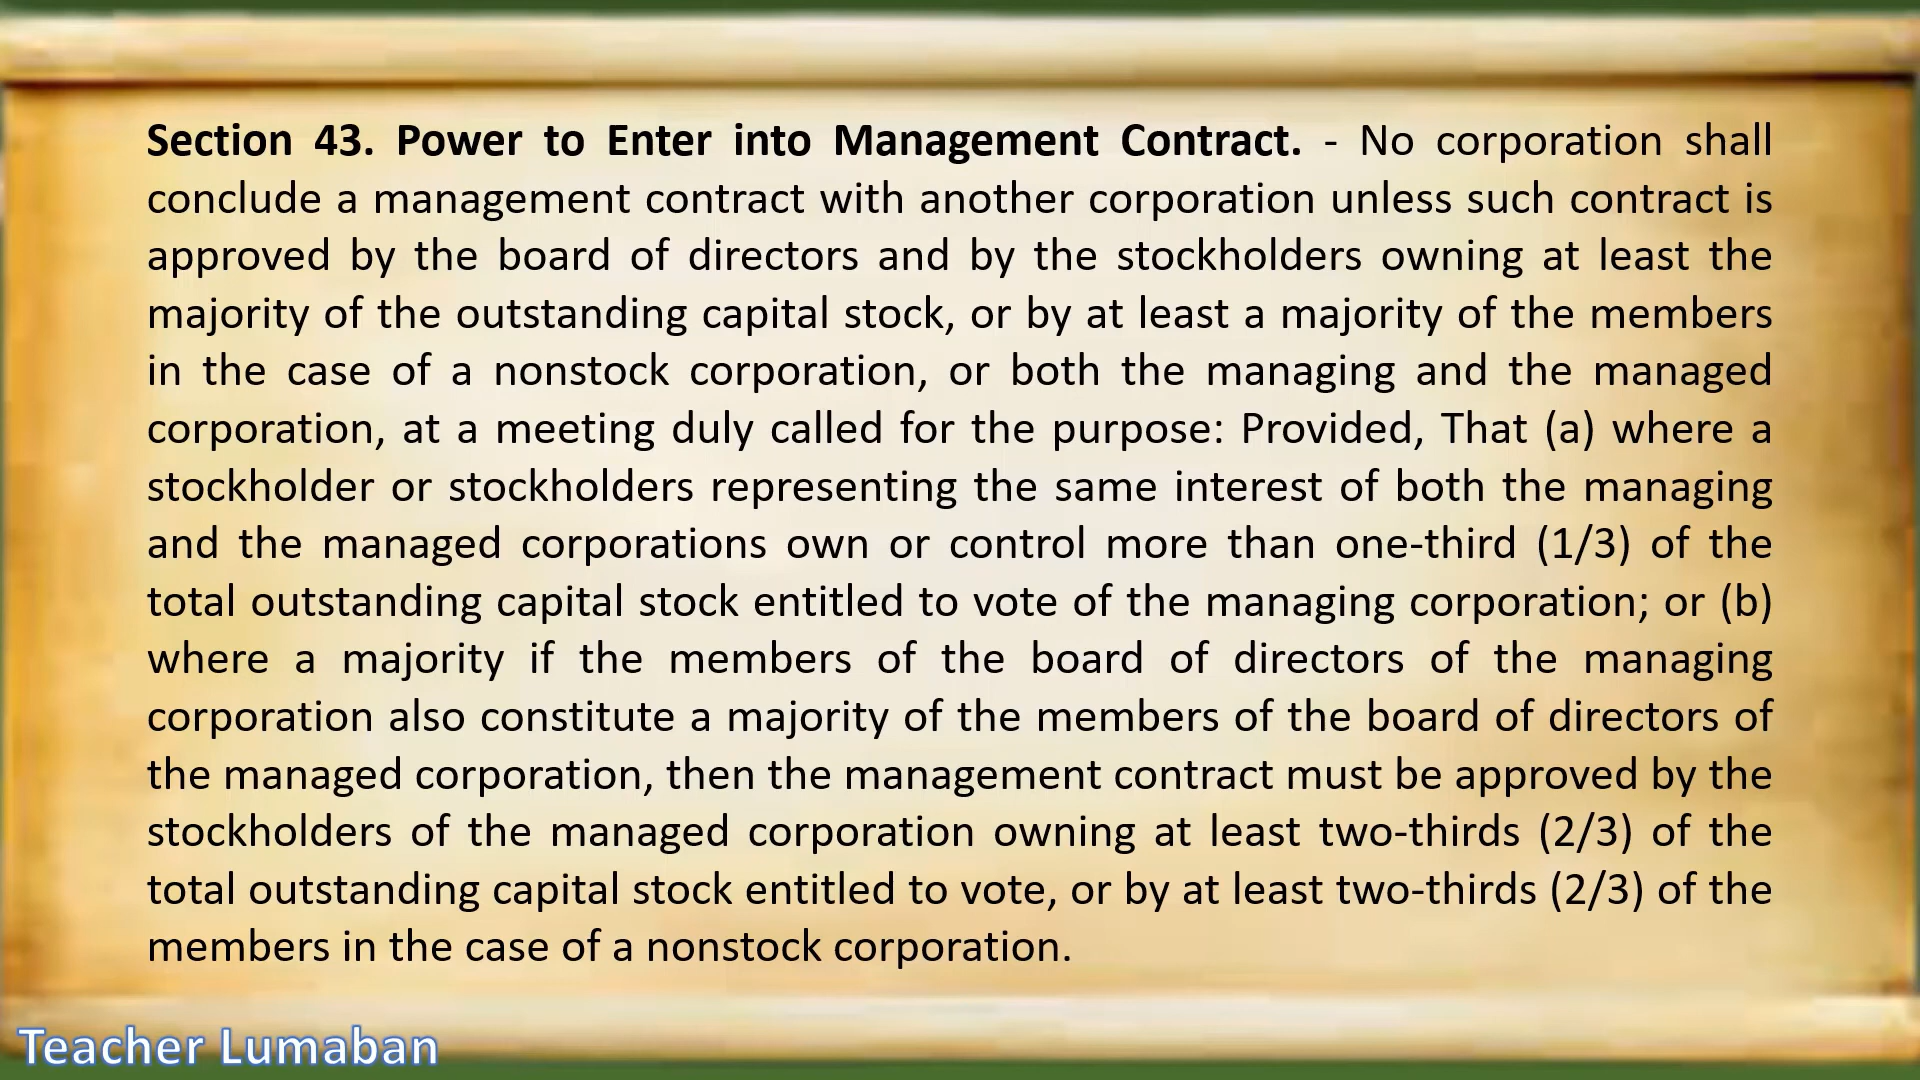 Section 43. Power to Enter into Management Contract. - No corporation shall
conclude a management contract with another corporation unless such contract is
approved by the board of directors and by the stockholders owning at least the
majority of the outstanding capital stock, or by at least a majority of the members
in the case of a nonstock corporation, or both the managing and the managed
corporation, at a meeting duly called for the purpose: Provided, That (a) where a
stockholder or stockholders representing the same interest of both the managing
and the managed corporations own or control more than one-third (1/3) of the
total outstanding capital stock entitled to vote of the managing corporation; or (b)
where a majority if the members of the board of directors of the managing
corporation also constitute a majority of the members of the board of directors of
the managed corporation, then the management contract must be approved by the
stockholders of the managed corporation owning at least two-thirds (2/3) of the
total outstanding capital stock entitled to vote, or by at least two-thirds (2/3) of the
members in the case of a nonstock corporation.
Teacher Lumaban